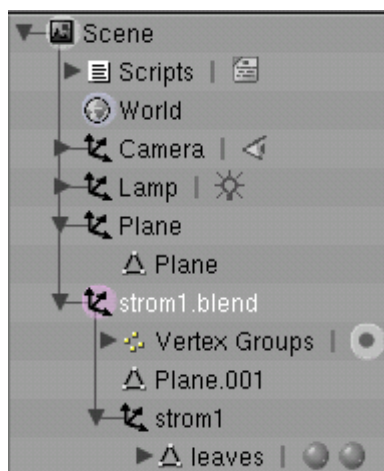 Scene
Scripts |
World
Camera |
Lamp |
Plane
Plane
strom1.blend
Vertex Groups |
Plane.001
strom1
leaves |